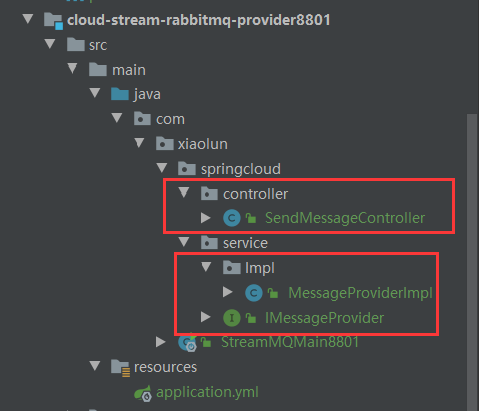 cloud-stream-rabbitmq-provider8801
src
main
java
com
xiaolun
springcloud
controller
SendMessageController
service
Impl
MessageProviderImpl
IMessageProvider
StreamMQMain8801
resources
application.yml